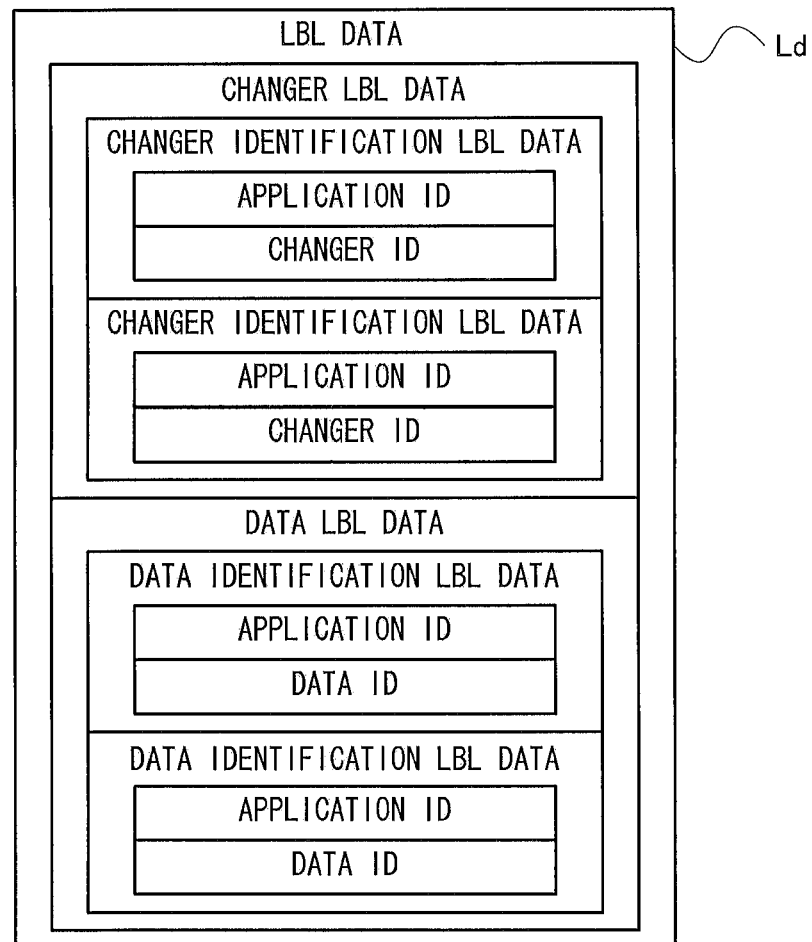 LBL DATA
Ld
CHANGER LBL DATA
CHANGER IDENTIFICATION LBL DATA
APPLICATION ID
CHANGER ID
CHANGER IDENTIFICATION LBL DATA
APPLICATION ID
CHANGER ID
DATA LBL DATA
DATA IDENTIFICATION LBL DATA
APPLICATION ID
DATA ID
DATA IDENTIFICATION LBL DATA
APPLICATION ID
DATA ID